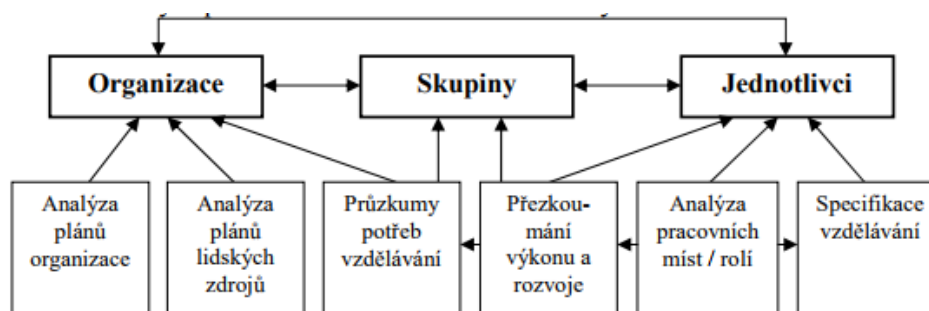 Organizace
Skupiny
Jednotlivci
Analýza
plánů
organizace
Analýza
plánů
lidských
zdrojů
Průzkumy
potřeb
vzdělávání
Přezkou-
mání
výkonu a
rozvoje
Analýza
pracovních
míst / rolí
Specifikace
vzdělávání